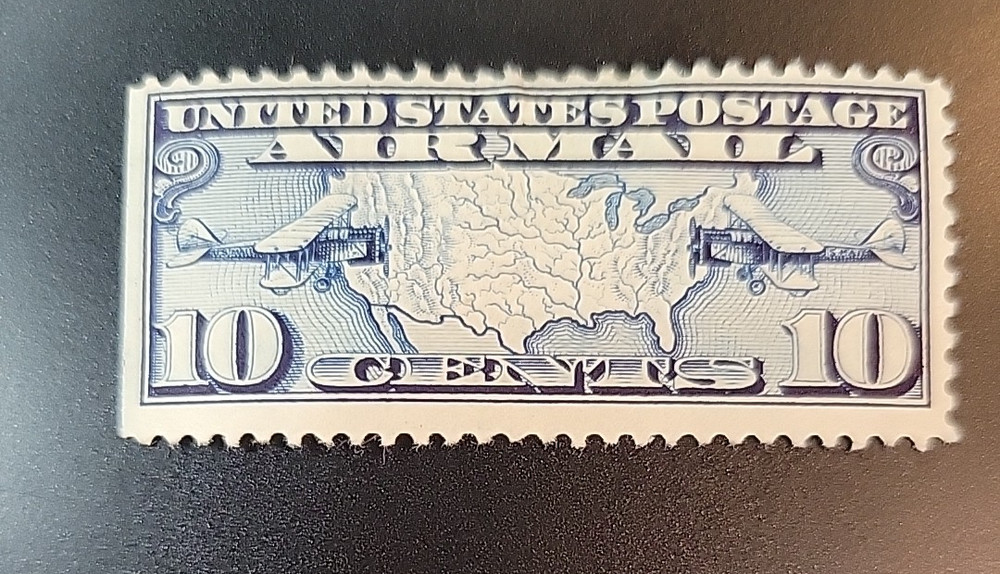 UNITED STATES POSTAGE
AIR MAIL
10 CENTS 10